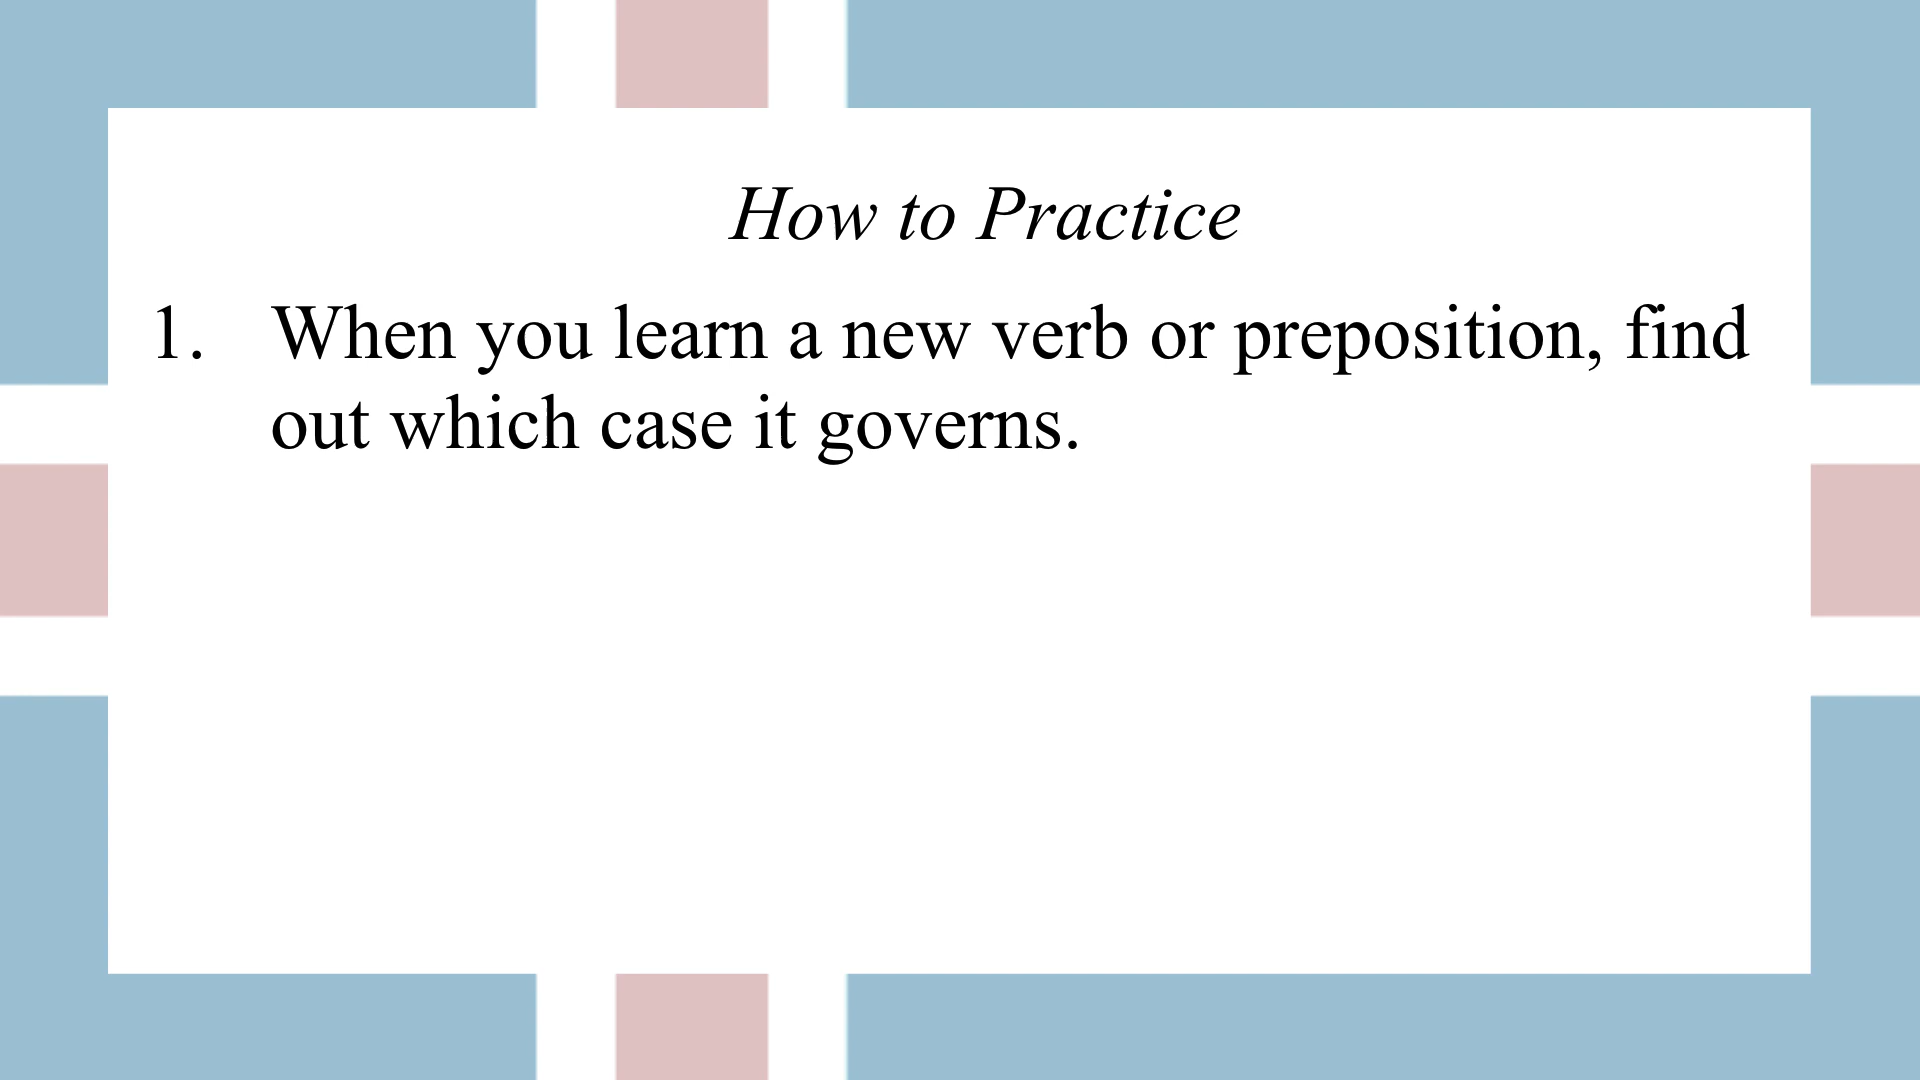 How to Practice
1. When you learn a new verb or preposition, find
out which case it governs.